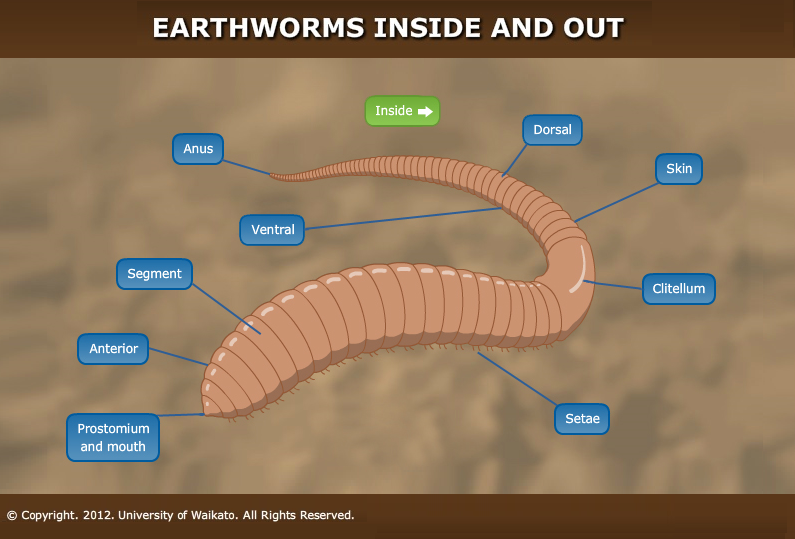 EARTHWORMS INSIDE AND OUT
Inside
Dorsal
Anus
Skin
Ventral
Segment
Clitellum
Anterior
Setae
Prostomium
and mouth
© Copyright. 2012. University of Waikato. All Rights Reserved.